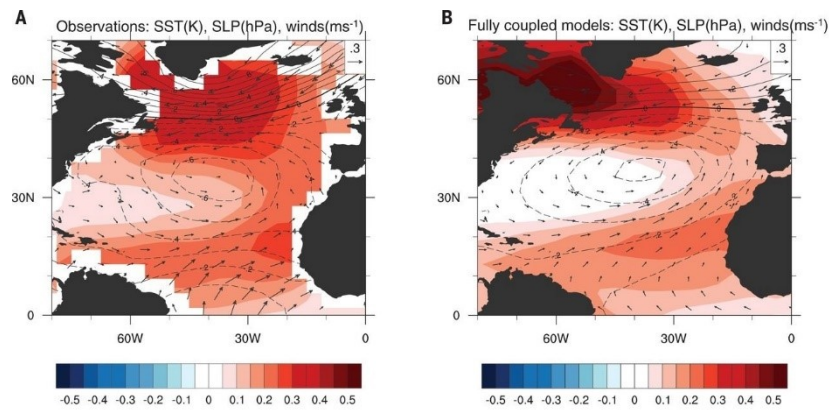 A
Observations: SST(K), SLP(hPa), winds(ms⁻¹)
.3
60N
30N
0
60W
30W
0
-0.5 -0.4 -0.3 -0.2 -0.1 0 0.1 0.2 0.3 0.4 0.5
B
Fully coupled models: SST(K), SLP(hPa), winds(ms⁻¹)
.3
60N
30N
0
60W
30W
0
-0.5 -0.4 -0.3 -0.2 -0.1 0 0.1 0.2 0.3 0.4 0.5